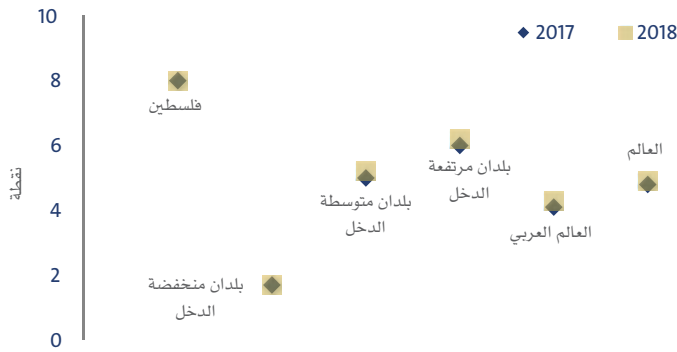 10
2017
2018
8
فلسطين
نقطة
6
العالم
بلدان مرتفعة
الدخل
4
بلدان متوسطة
الدخل
العالم العربي
2
بلدان منخفضة
الدخل
0